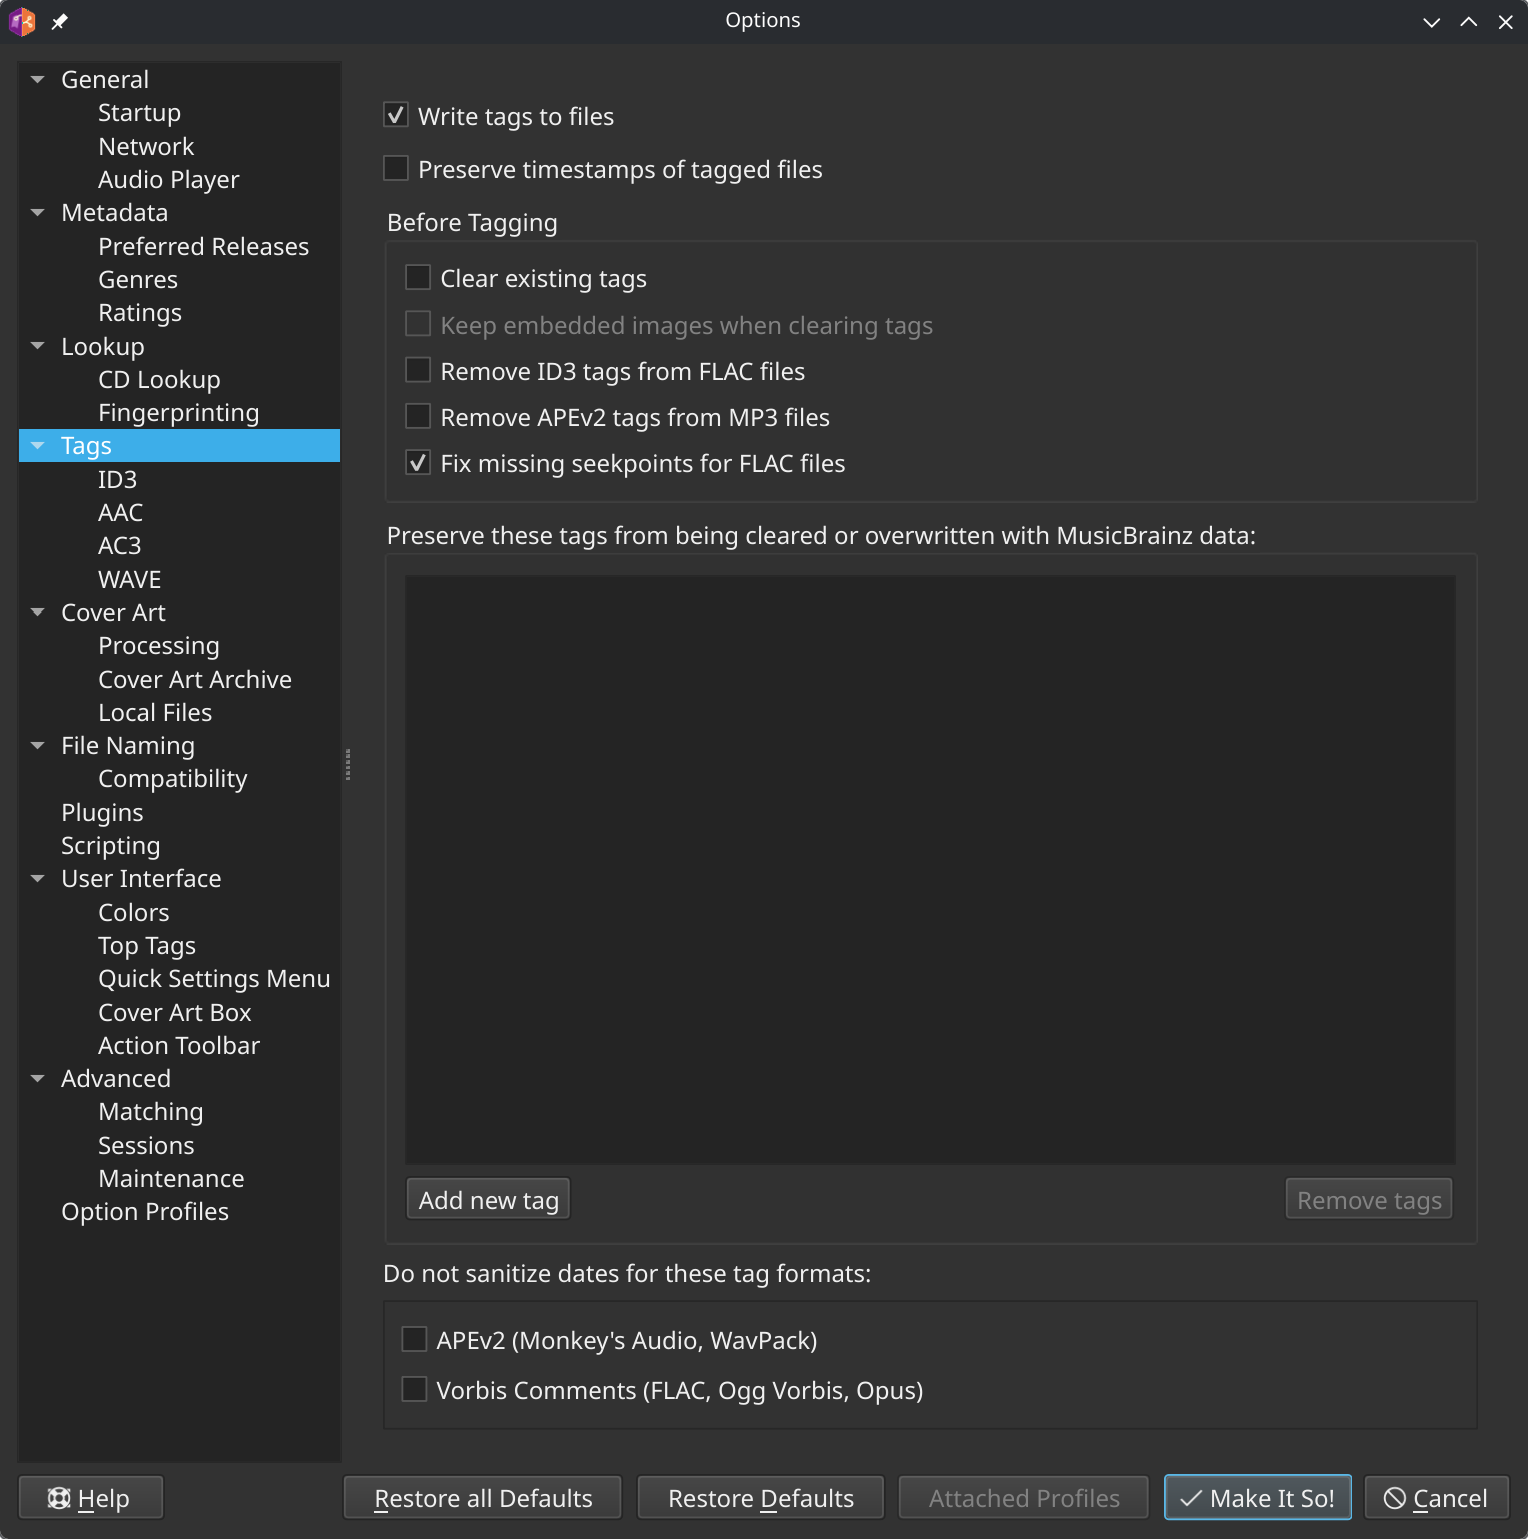 Options
General
Startup
Network
Audio Player
Metadata
Preferred Releases
Genres
Ratings
Lookup
CD Lookup
Fingerprinting
Tags
ID3
AAC
AC3
WAVE
Cover Art
Processing
Cover Art Archive
Local Files
File Naming
Compatibility
Plugins
Scripting
User Interface
Colors
Top Tags
Quick Settings Menu
Cover Art Box
Action Toolbar
Advanced
Matching
Sessions
Maintenance
Option Profiles
Write tags to files
Preserve timestamps of tagged files
Before Tagging
Clear existing tags
Keep embedded images when clearing tags
Remove ID3 tags from FLAC files
Remove APEv2 tags from MP3 files
Fix missing seekpoints for FLAC files
Preserve these tags from being cleared or overwritten with MusicBrainz data:
Add new tag
Remove tags
Do not sanitize dates for these tag formats:
APEv2 (Monkey's Audio, WavPack)
Vorbis Comments (FLAC, Ogg Vorbis, Opus)
Help
Restore all Defaults
Restore Defaults
Attached Profiles
Make It So!
Cancel